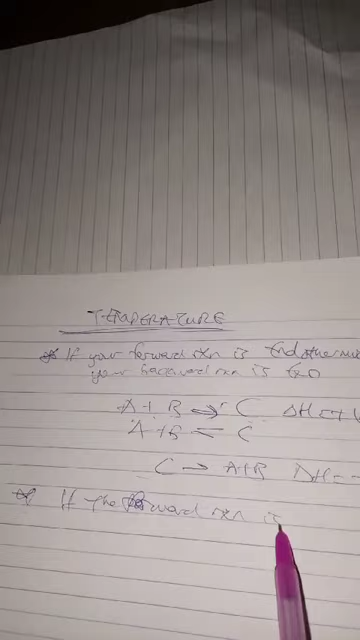 TEMPERATURE
* If your forward rxn is Endothermic
your backward rxn is Exo
A + B ⇌ C ΔH = +V
A + B ← C
C → A+B ΔH = -
* If the forward rxn is